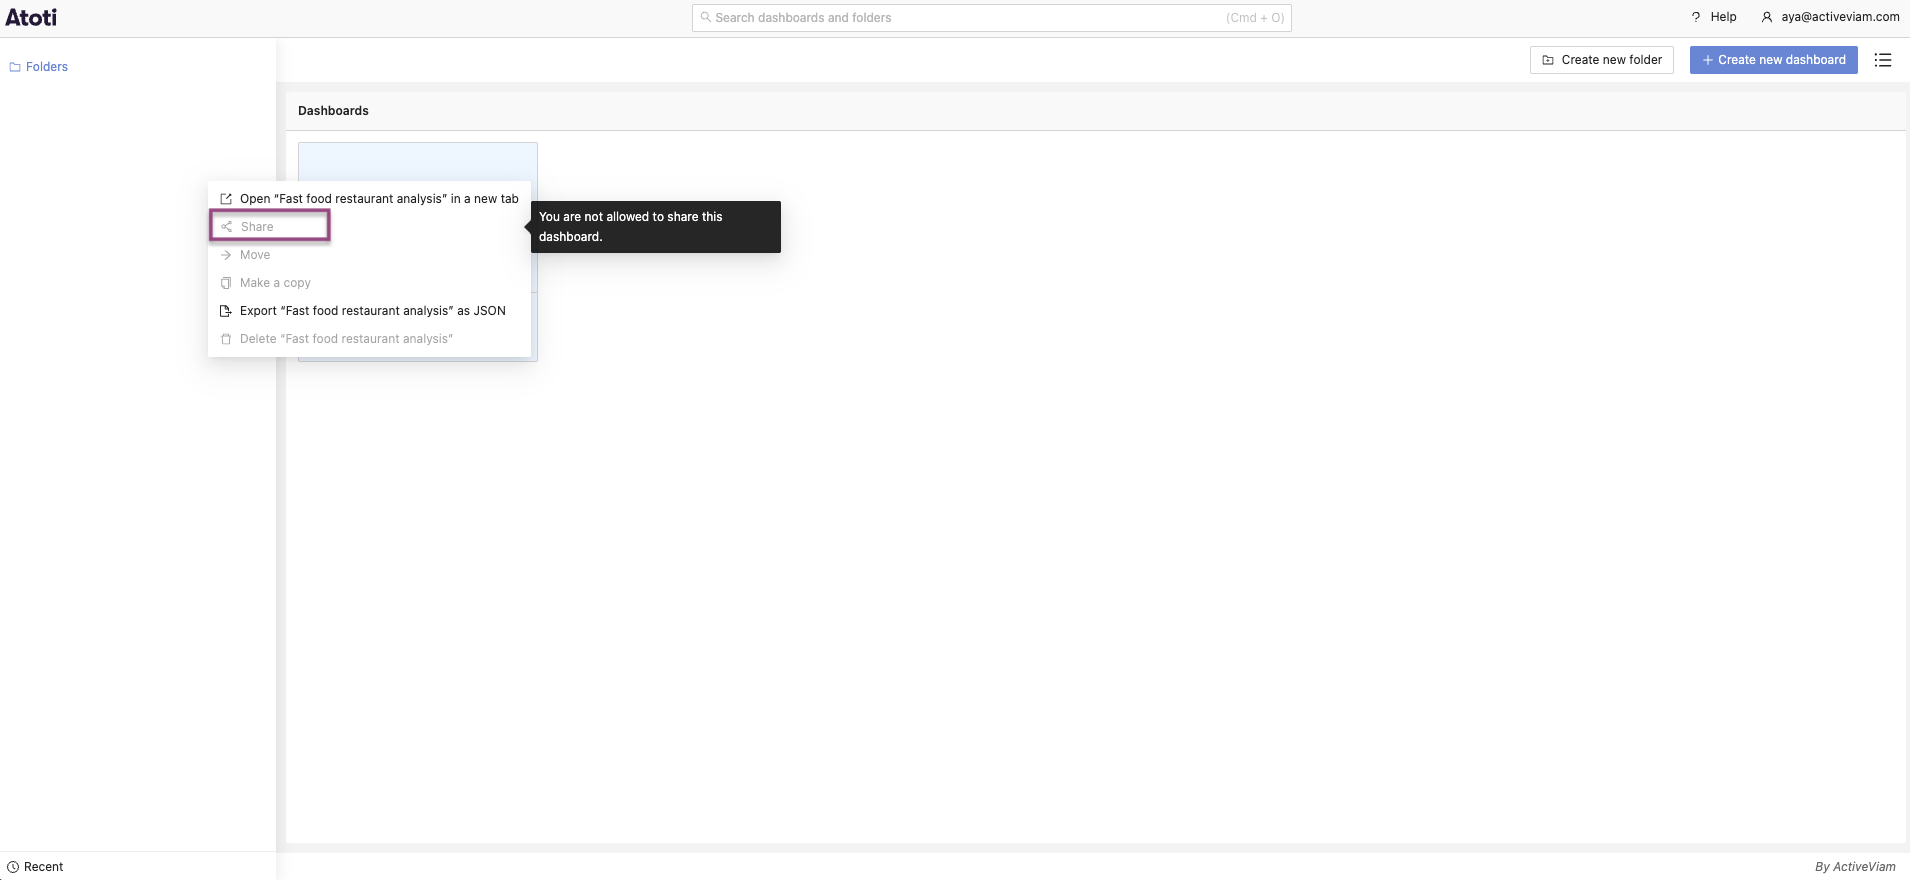 Atoti
Search dashboards and folders (Cmd + O)
? Help
aya@activeviam.com
Folders
Create new folder
+ Create new dashboard
Dashboards
Open “Fast food restaurant analysis” in a new tab
Share
You are not allowed to share this
dashboard.
Move
Make a copy
Export “Fast food restaurant analysis” as JSON
Delete “Fast food restaurant analysis”
Recent
By ActiveViam